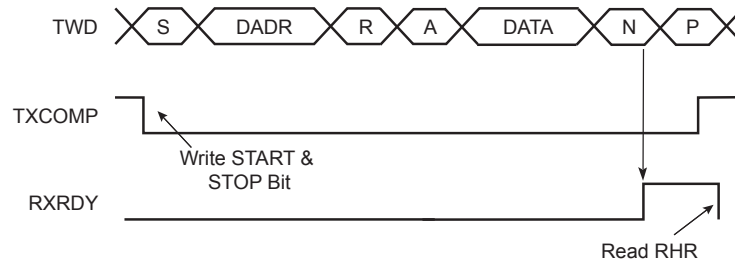 TWD S DADR R A DATA N P
TXCOMP
Write START &
STOP Bit
RXRDY
Read RHR